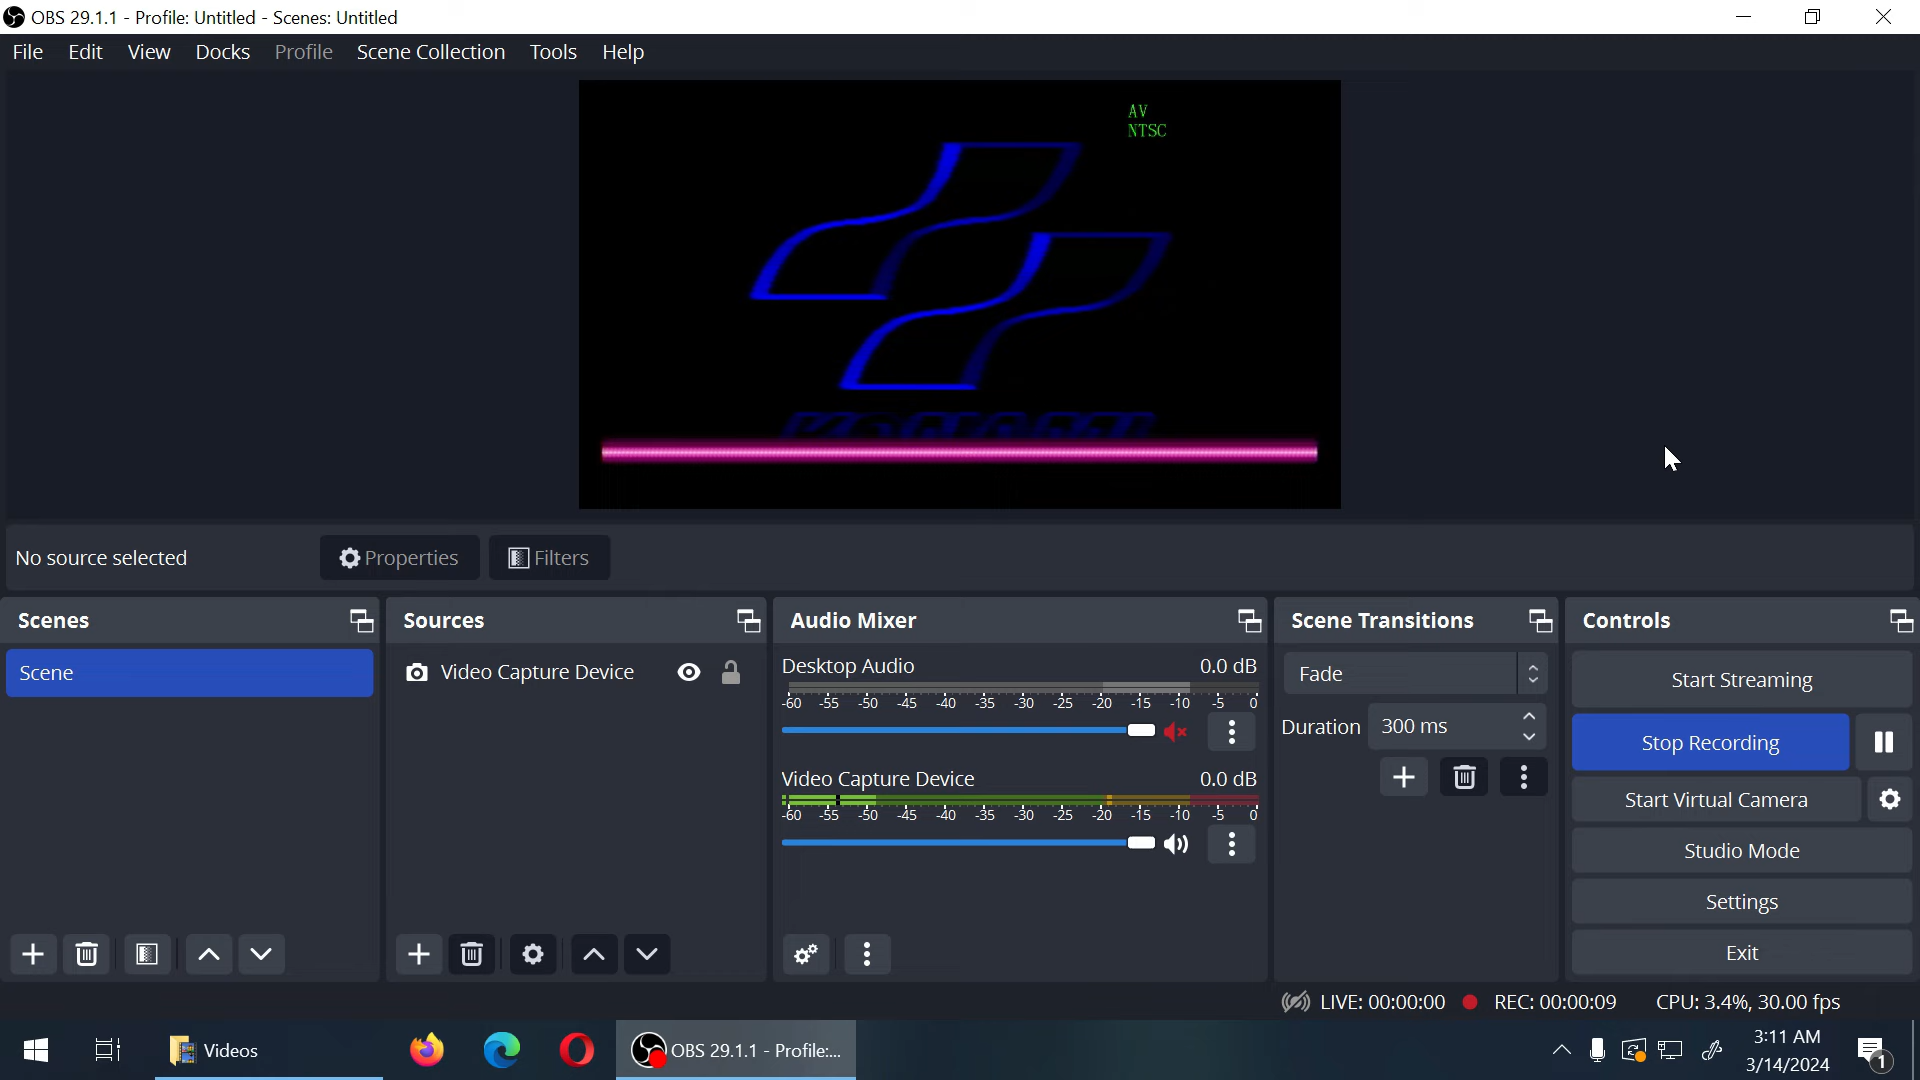 OBS 29.1.1 - Profile: Untitled - Scenes: Untitled
File Edit View Docks Profile Scene Collection Tools Help
AV
NTSC
No source selected Properties Filters
Scenes
Scene
Sources
Video Capture Device
Audio Mixer
Desktop Audio 0.0 dB
-60 -55 -50 -45 -40 -35 -30 -25 -20 -15 -10 -5 0
Video Capture Device 0.0 dB
-60 -55 -50 -45 -40 -35 -30 -25 -20 -15 -10 -5 0
Scene Transitions
Fade
Duration 300 ms
Controls
Start Streaming
Stop Recording
Start Virtual Camera
Studio Mode
Settings
Exit
LIVE: 00:00:00 REC: 00:00:09 CPU: 3.4%, 30.00 fps
Videos
OBS 29.1.1 - Profile:...
3:11 AM
3/14/2024
1